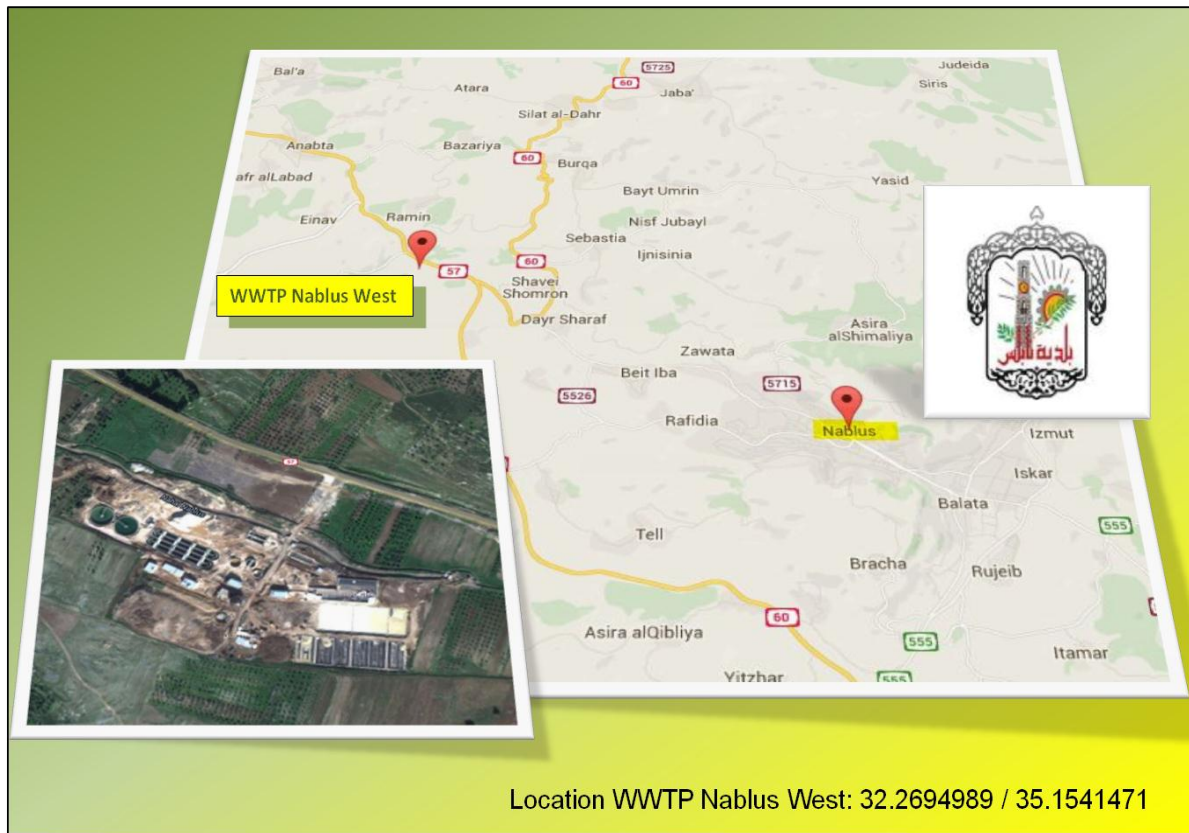 5725
Judeida
Bal'a
60
Siris
Atara
Jaba'
Silat al-Dahr
Anabta
Bazariya
60
Burqa
afr alLabad
Yasid
Bayt Umrin
Einav
Ramin
Nisf Jubayl
Sebastia
Ijnisinia
60
57
WWTP Nablus West
Shavei
Shomron
Dayr Sharaf
Asira
alShimaliya
بلدية نابلس
Zawata
Beit Iba
5715
5526
Rafidia
Nablus
Izmut
Iskar
57
Balata
555
Tell
Bracha
Rujeib
60
Asira alQibliya
555
Itamar
Yitzhar
555
Location WWTP Nablus West: 32.2694989 / 35.1541471